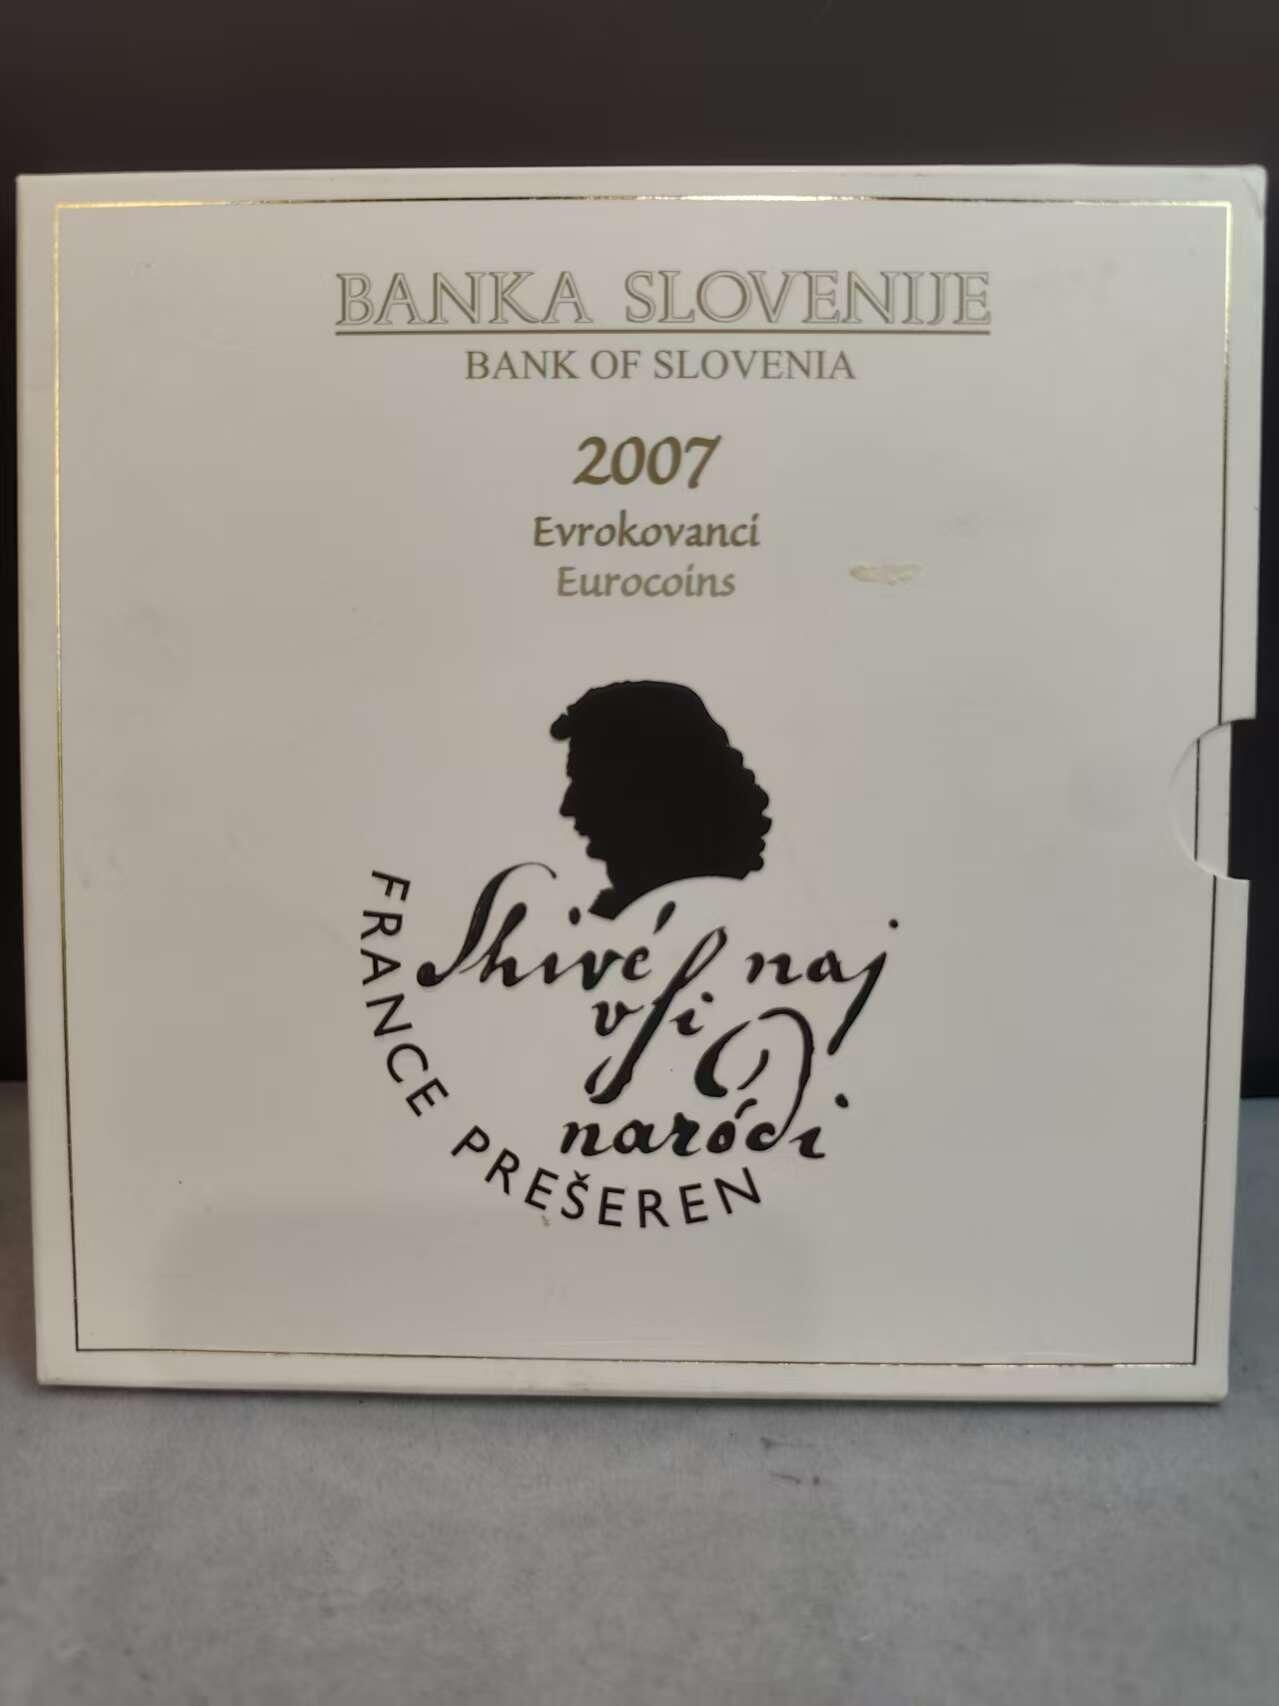 BANKA SLOVENIJE
BANK OF SLOVENIA
2007
Evrokovanci
Eurocoins
Shivé naj
vſi
naródi
FRANCE PREŠEREN